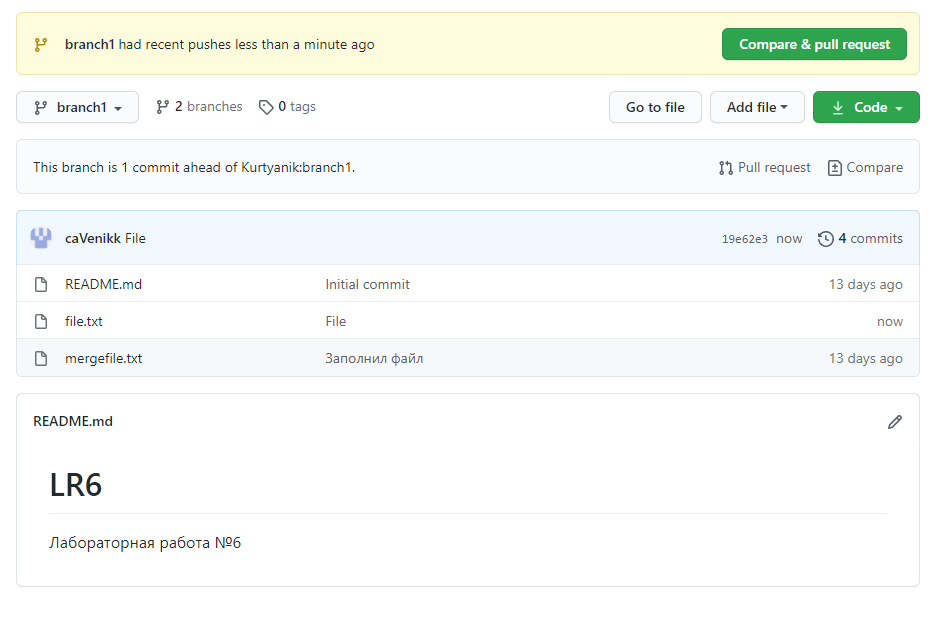 branch1 had recent pushes less than a minute ago Compare & pull request
branch1 2 branches 0 tags Go to file Add file Code
This branch is 1 commit ahead of Kurtyanik:branch1. Pull request Compare
caVenikk File 19e62e3 now 4 commits
README.md Initial commit 13 days ago
file.txt File now
mergefile.txt Заполнил файл 13 days ago
README.md
LR6
Лабораторная работа №6